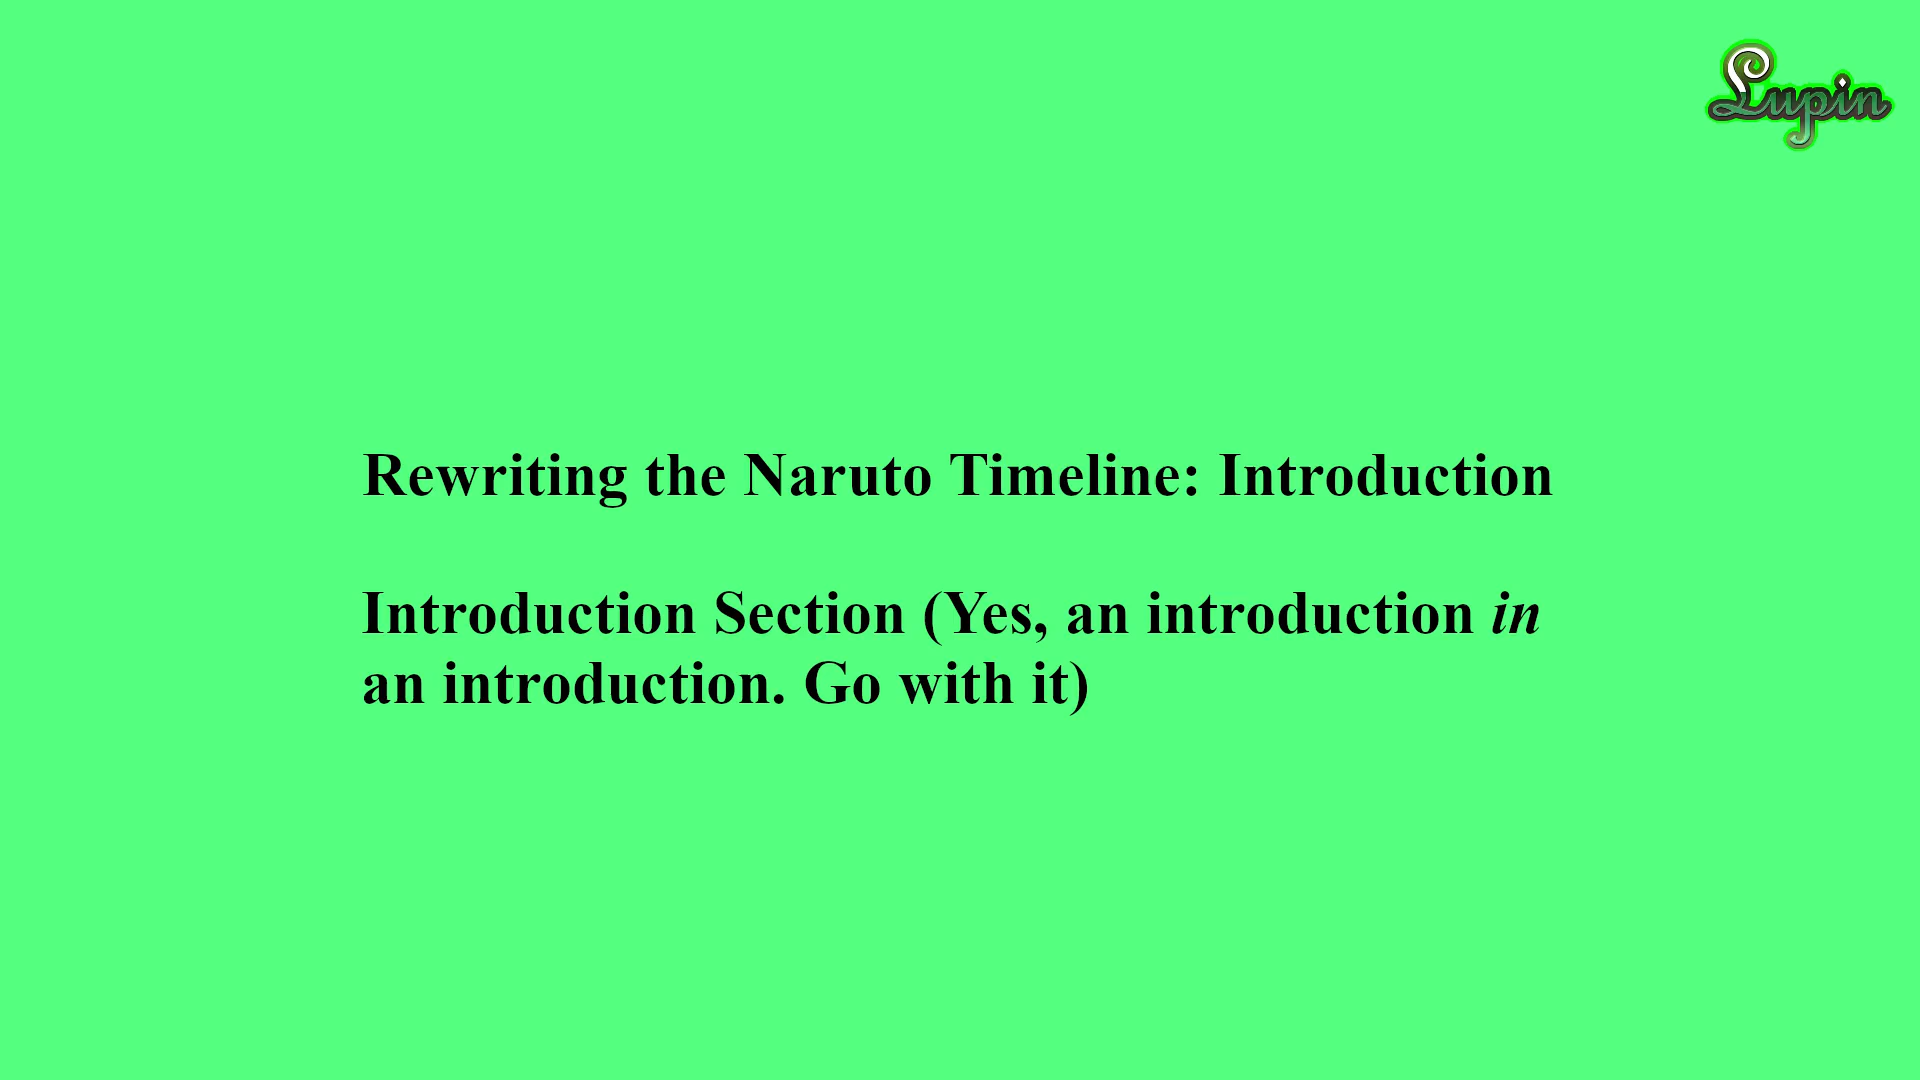 Lupin
Rewriting the Naruto Timeline: Introduction
Introduction Section (Yes, an introduction in
an introduction. Go with it)